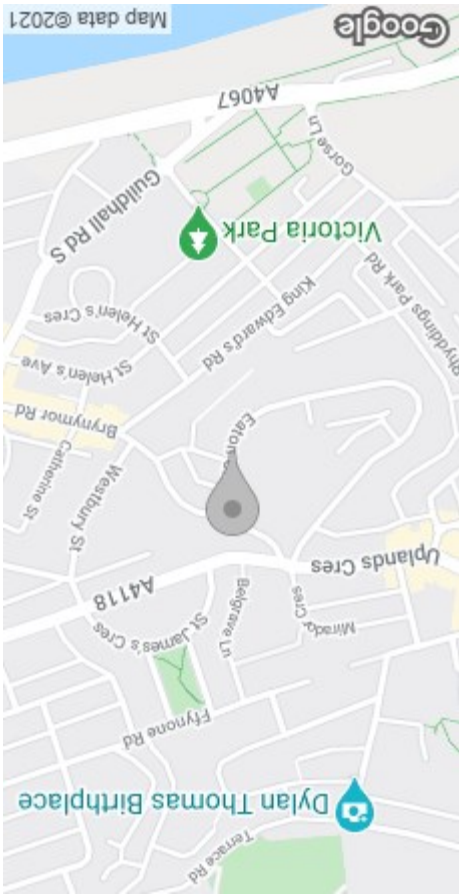 Terrace Rd
Dylan Thomas Birthplace
Ffynone Rd
St James's Cres
Mirador Cres
Belgrave Ln
A4118
Uplands Cres
Westbury St
Catherine St
Eaton
Brynymor Rd
St Helen's Ave
King Edward's Rd
St Helen's Cres
Rhyddings Park Rd
Victoria Park
Guildhall Rd S
Gorse Ln
A4067
Google
Map data ©2021